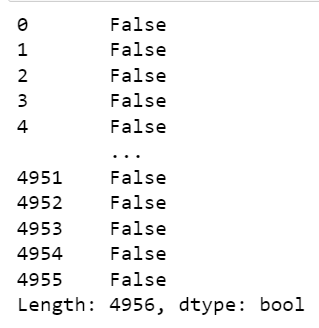 0       False
1       False
2       False
3       False
4       False
        ...
4951    False
4952    False
4953    False
4954    False
4955    False
Length: 4956, dtype: bool